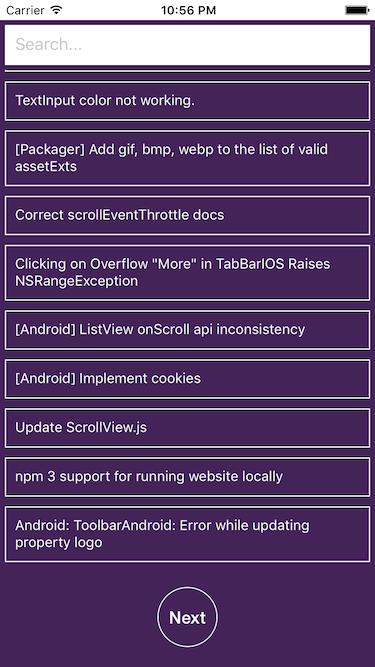 Carrier
10:56 PM
Search...
TextInput color not working.
[Packager] Add gif, bmp, webp to the list of valid
assetExts
Correct scrollEventThrottle docs
Clicking on Overflow "More" in TabBarIOS Raises
NSRangeException
[Android] ListView onScroll api inconsistency
[Android] Implement cookies
Update ScrollView.js
npm 3 support for running website locally
Android: ToolbarAndroid: Error while updating
property logo
Next